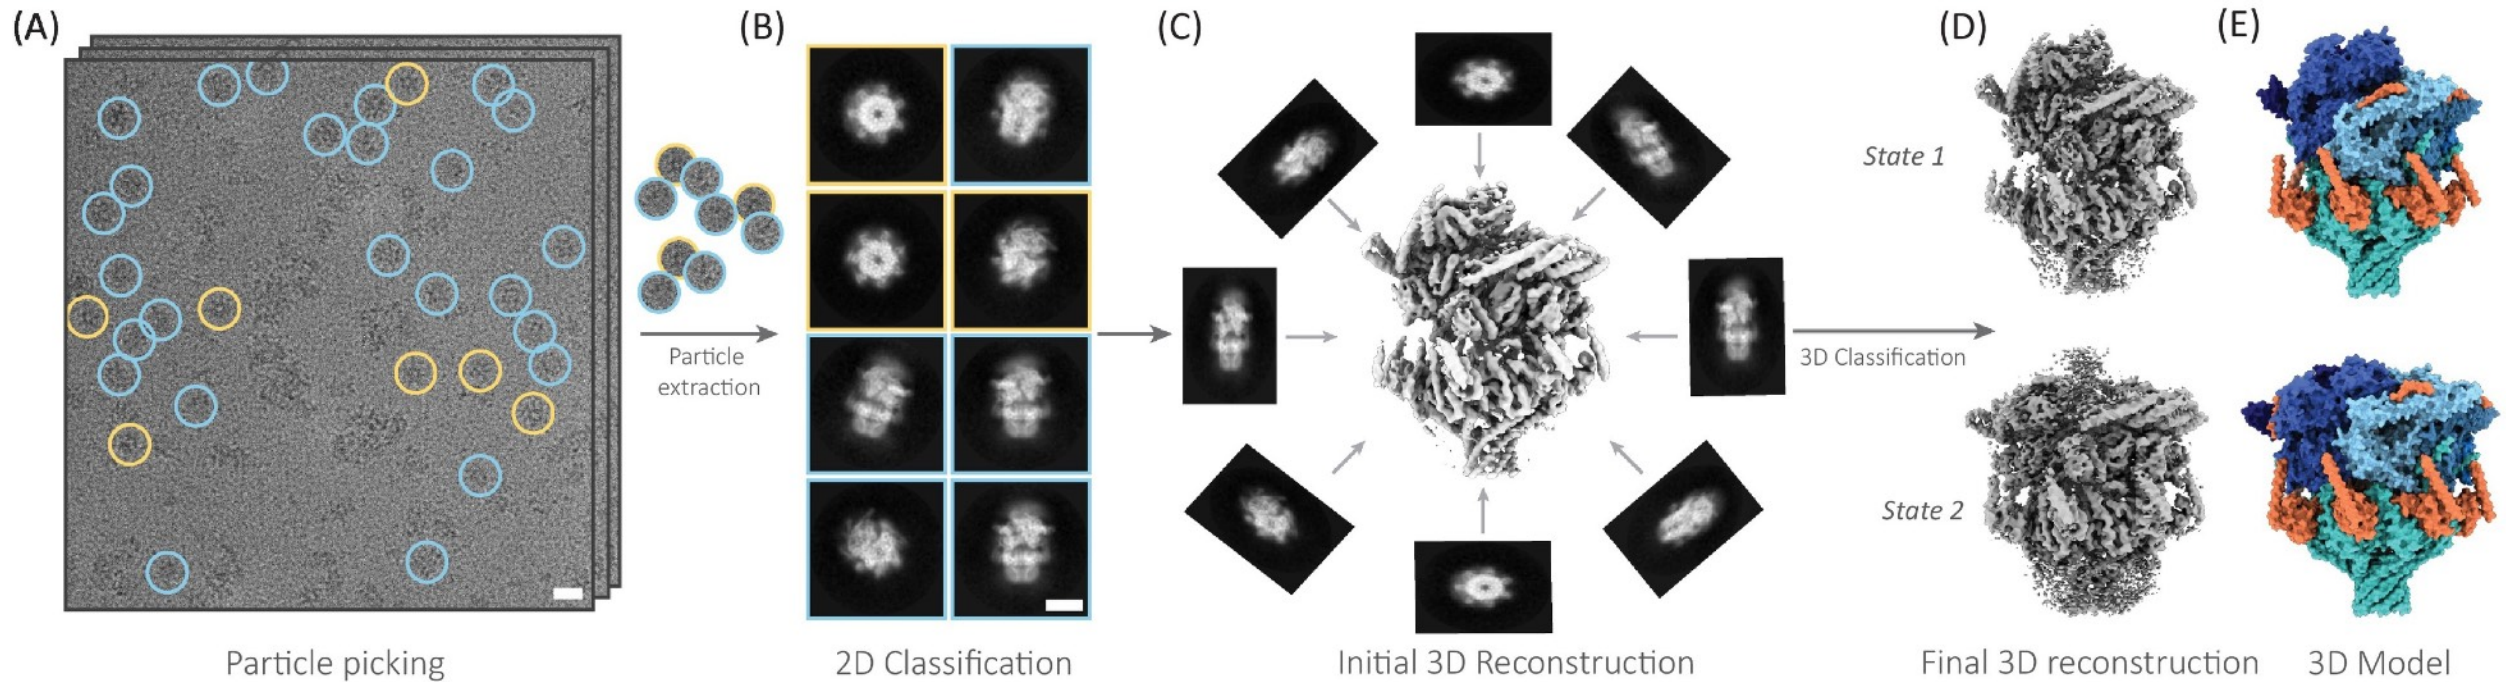 (A)
(B)
(C)
(D)
(E)
State 1
Particle
extraction
3D Classification
State 2
Particle picking
2D Classification
Initial 3D Reconstruction
Final 3D reconstruction
3D Model